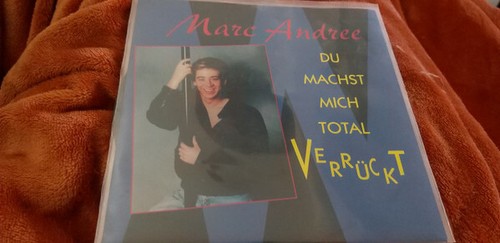 Marc Andree
DU
MACHST
MICH
TOTAL
VERRÜCKT